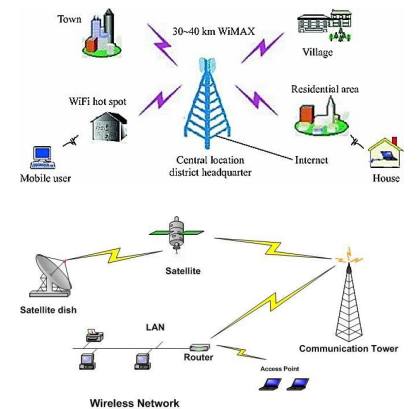 Town
30~40 km WiMAX
Village
WiFi hot spot
Residential area
Mobile user
Central location
district headquarter
Internet
House
Satellite
Satellite dish
LAN
Router
Communication Tower
Access Point
Wireless Network